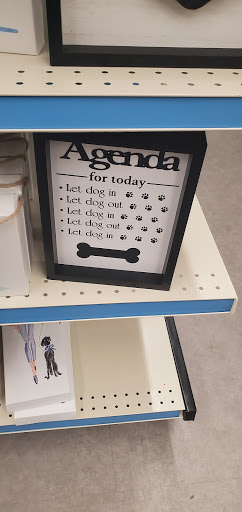 Agenda
for today
• Let dog in
• Let dog out
• Let dog in
• Let dog out
• Let dog in